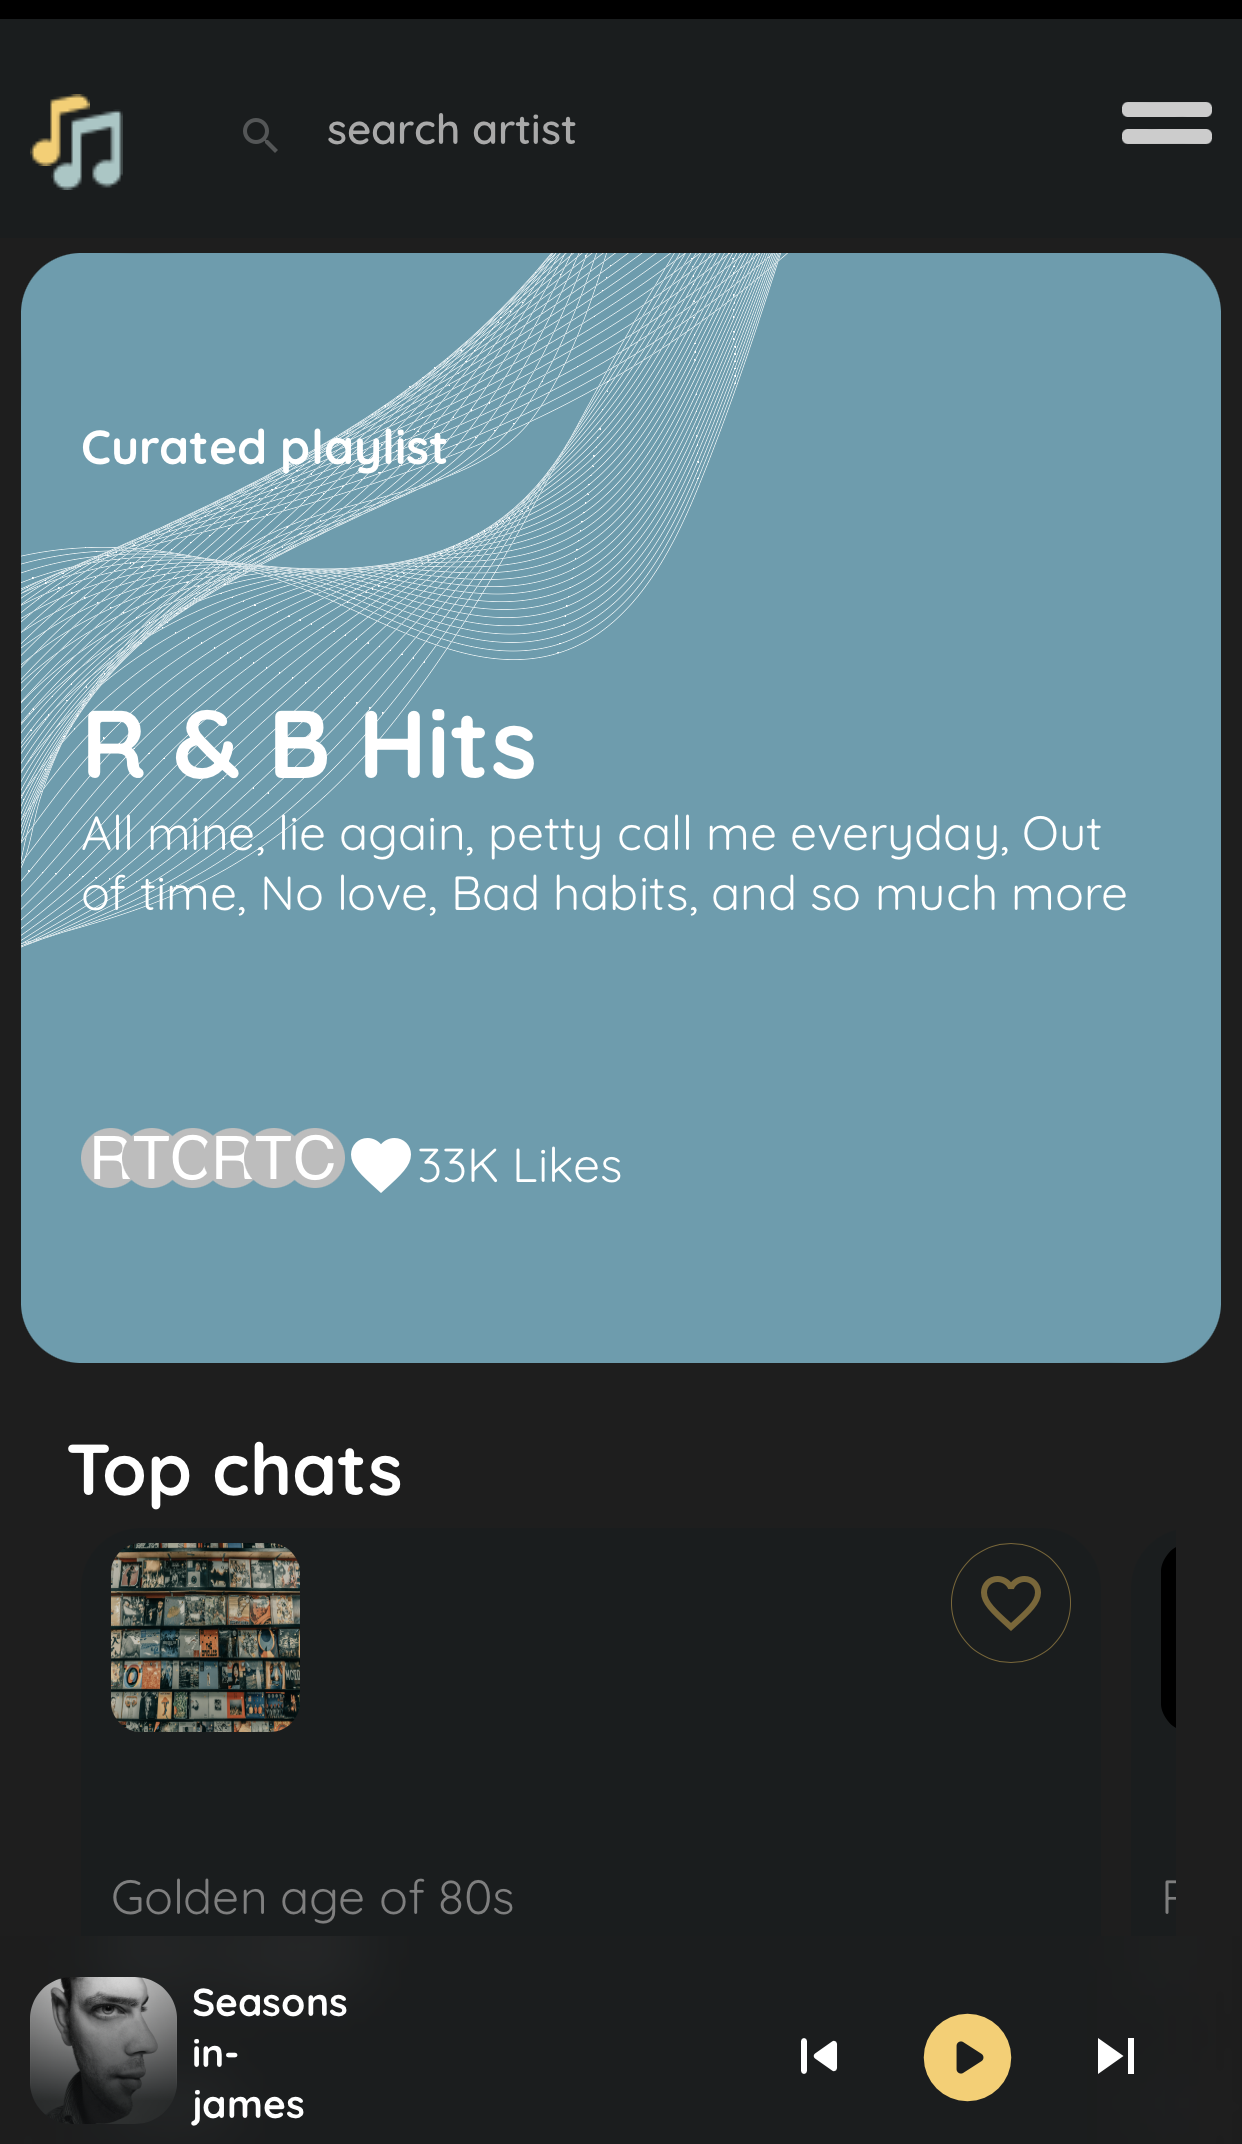 search artist
Curated playlist
R & B Hits
All mine, lie again, petty call me everyday, Out
of time, No love, Bad habits, and so much more
RTCRTC
33K Likes
Top chats
Golden age of 80s
Seasons
in-
james